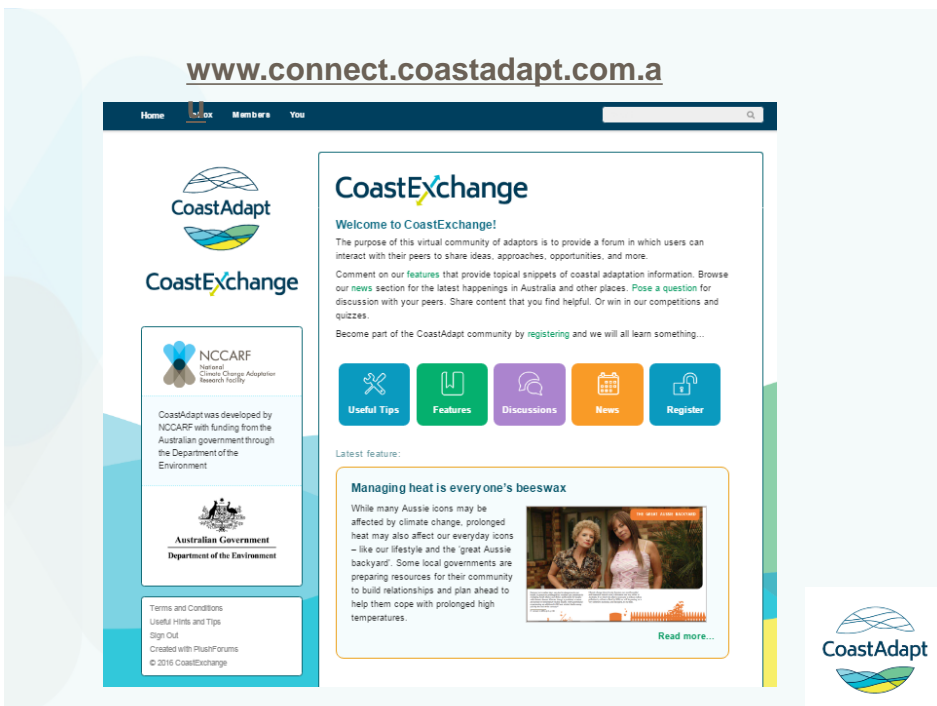 www.connect.coastadapt.com.a
u
Home Inbox Members You
CoastAdapt
CoastExchange
NCCARF
National
Climate Change Adaptation
Research Facility
CoastAdapt was developed by
NCCARF with funding from the
Australian government through
the Department of the
Environment
Australian Government
Department of the Environment
Terms and Conditions
Useful Hints and Tips
Sign Out
Created with PlushForums
© 2016 CoastExchange
CoastExchange
Welcome to CoastExchange!
The purpose of this virtual community of adaptors is to provide a forum in which users can
interact with their peers to share ideas, approaches, opportunities, and more.
Comment on our features that provide topical snippets of coastal adaptation information. Browse
our news section for the latest happenings in Australia and other places. Pose a question for
discussion with your peers. Share content that you find helpful. Or win in our competitions and
quizzes.
Become part of the CoastAdapt community by registering and we will all learn something...
Useful Tips Features Discussions News Register
Latest feature:
Managing heat is everyone's beeswax
While many Aussie icons may be
affected by climate change, prolonged
heat may also affect our everyday icons
– like our lifestyle and the 'great Aussie
backyard'. Some local governments are
preparing resources for their community
to build relationships and plan ahead to
help them cope with prolonged high
temperatures.
THE GREAT AUSSIE BACKYARD
Read more...
CoastAdapt